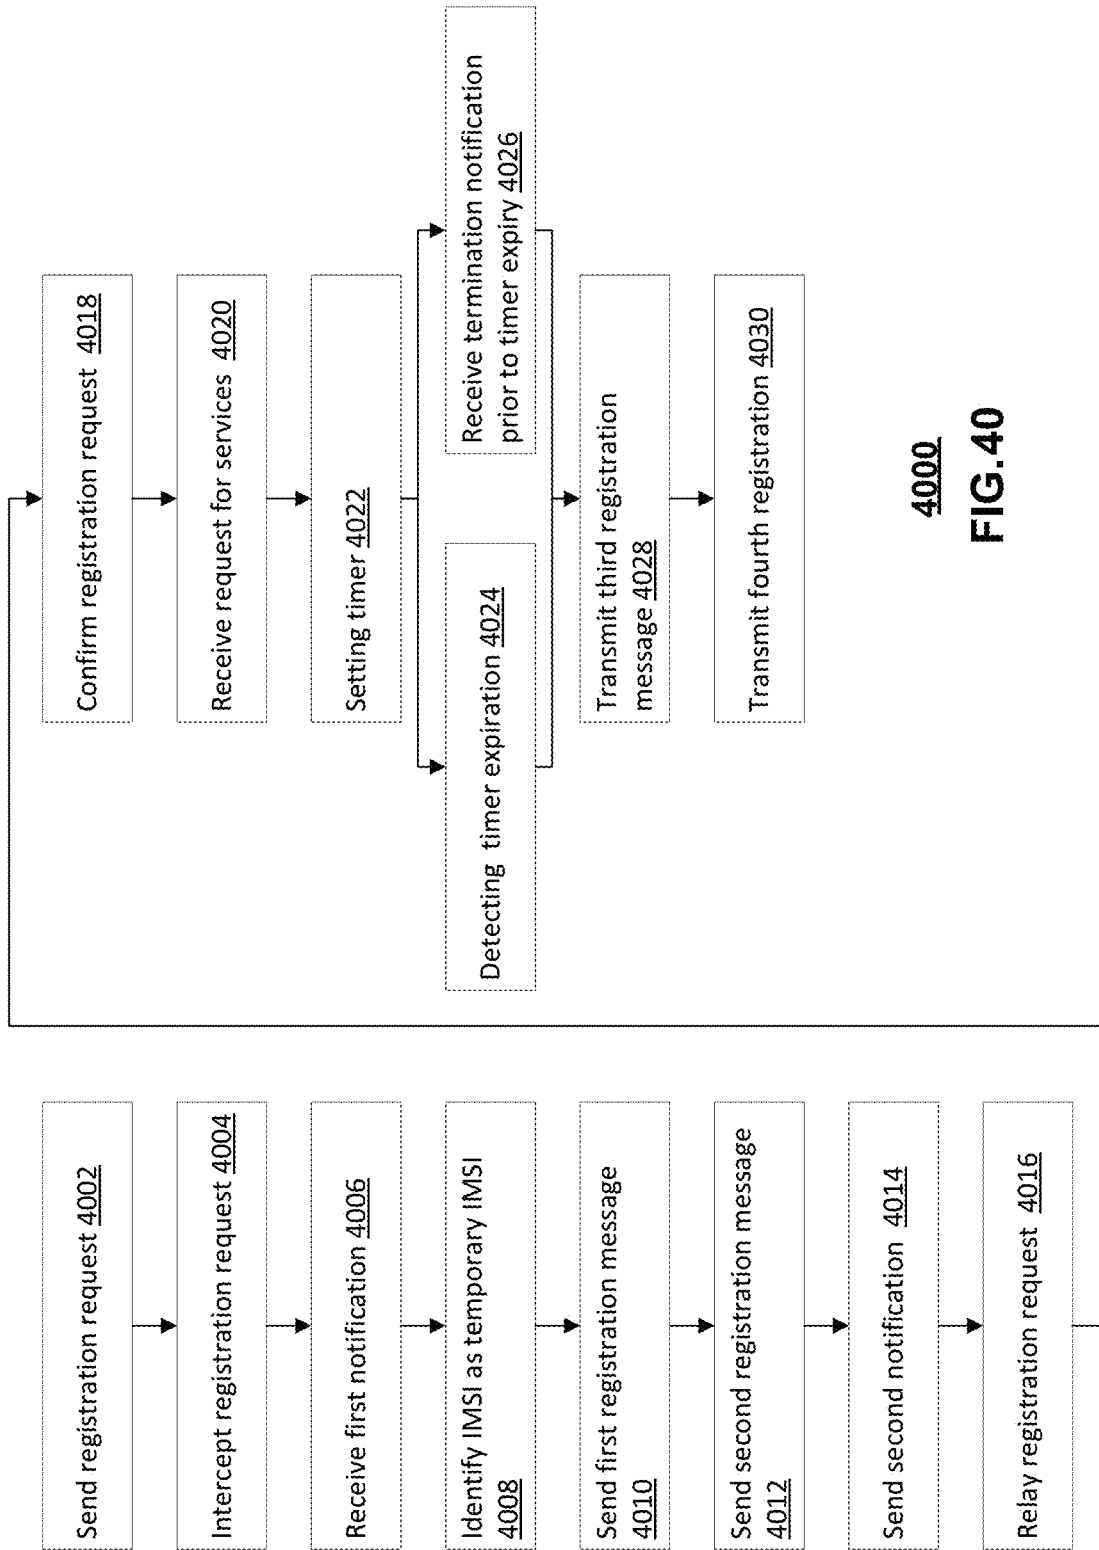 Send registration request 4002
Intercept registration request 4004
Receive first notification 4006
Identify IMSI as temporary IMSI
4008
Send first registration message
4010
Send second registration message
4012
Send second notification 4014
Relay registration request 4016
Confirm registration request 4018
Receive request for services 4020
Setting timer 4022
Detecting timer expiration 4024
Receive termination notification
prior to timer expiry 4026
Transmit third registration
message 4028
Transmit fourth registration 4030
4000
FIG.40